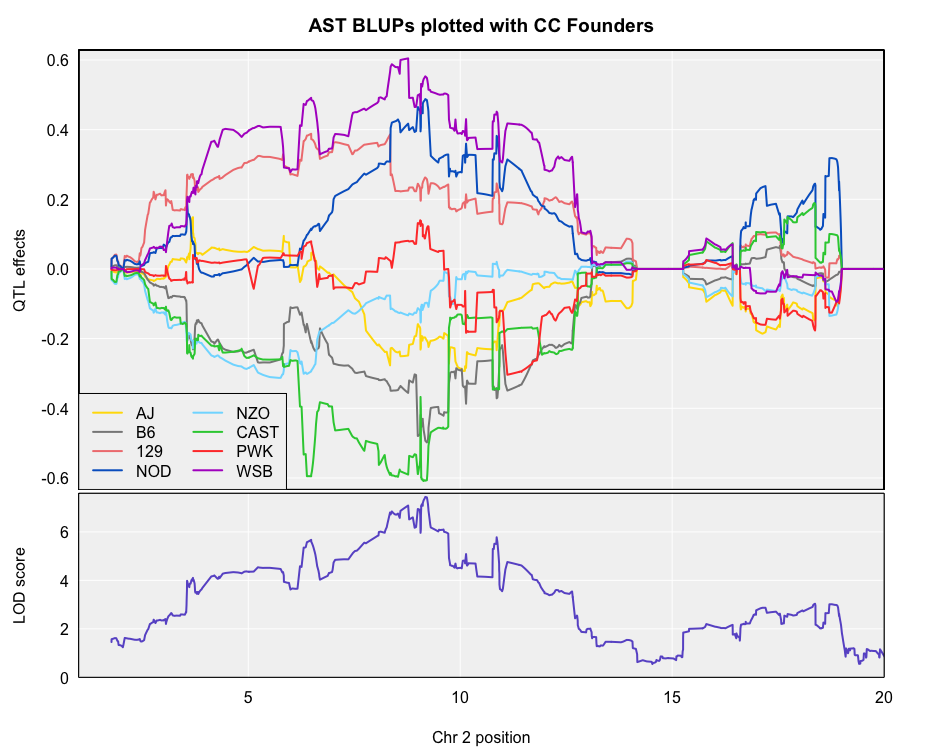 AST BLUPs plotted with CC Founders
0.6
0.4
0.2
0.0
-0.2
-0.4
-0.6
QTL effects
AJ NZO
B6 CAST
129 PWK
NOD WSB
6
4
2
0
LOD score
5 10 15 20
Chr 2 position